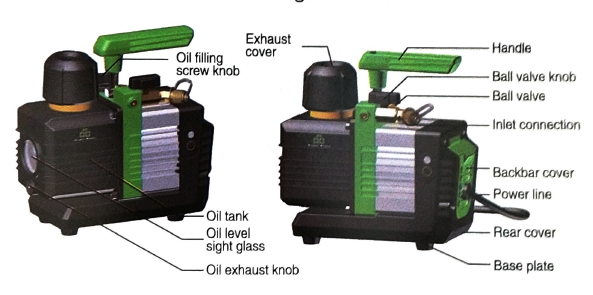 Oil filling
screw knob
Exhaust
cover
Handle
Ball valve knob
Ball valve
Inlet connection
Backbar cover
Power line
Rear cover
Base plate
Oil tank
Oil level
sight glass
Oil exhaust knob